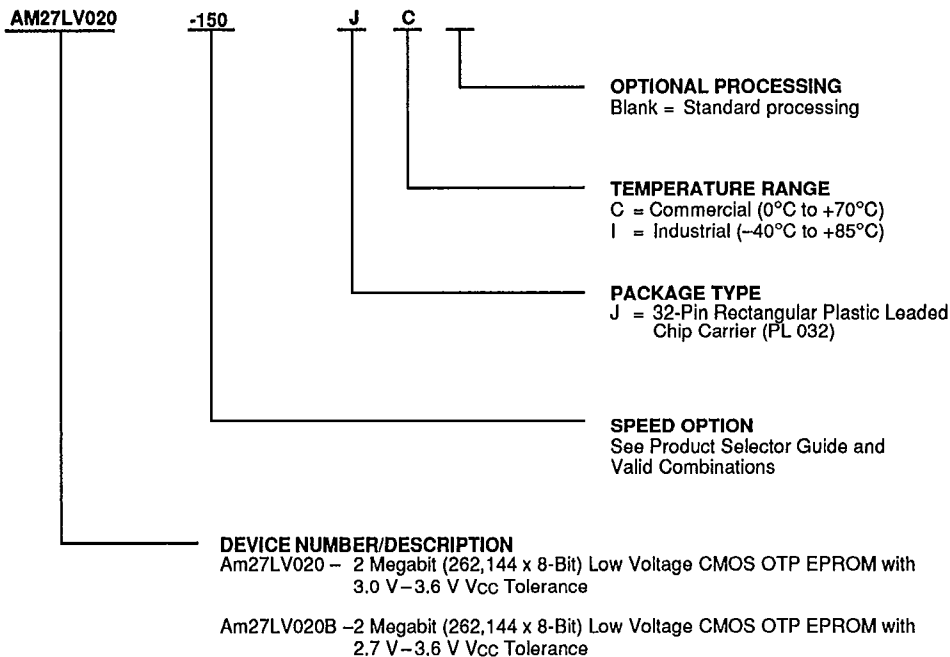 AM27LV020 -150 J C
OPTIONAL PROCESSING
Blank = Standard processing
TEMPERATURE RANGE
C = Commercial (0°C to +70°C)
I = Industrial (–40°C to +85°C)
PACKAGE TYPE
J = 32-Pin Rectangular Plastic Leaded
Chip Carrier (PL 032)
SPEED OPTION
See Product Selector Guide and
Valid Combinations
DEVICE NUMBER/DESCRIPTION
Am27LV020 – 2 Megabit (262,144 x 8-Bit) Low Voltage CMOS OTP EPROM with
3.0 V–3.6 V VCC Tolerance
Am27LV020B –2 Megabit (262,144 x 8-Bit) Low Voltage CMOS OTP EPROM with
2.7 V–3.6 V VCC Tolerance